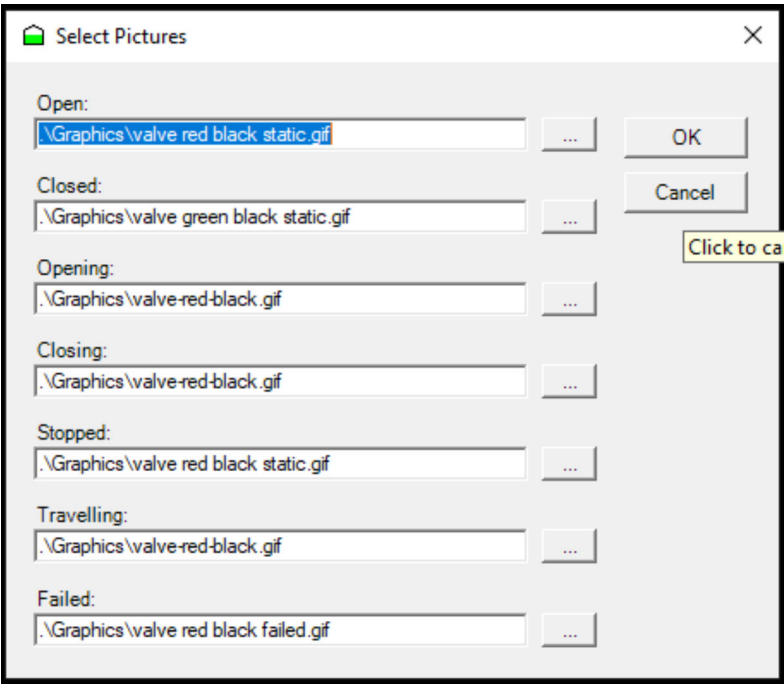 Select Pictures
Open:
.\Graphics\valve red black static.gif
...
OK
Closed:
.\Graphics\valve green black static.gif
...
Cancel
Click to ca
Opening:
.\Graphics\valve-red-black.gif
...
Closing:
.\Graphics\valve-red-black.gif
...
Stopped:
.\Graphics\valve red black static.gif
...
Travelling:
.\Graphics\valve-red-black.gif
...
Failed:
.\Graphics\valve red black failed.gif
...